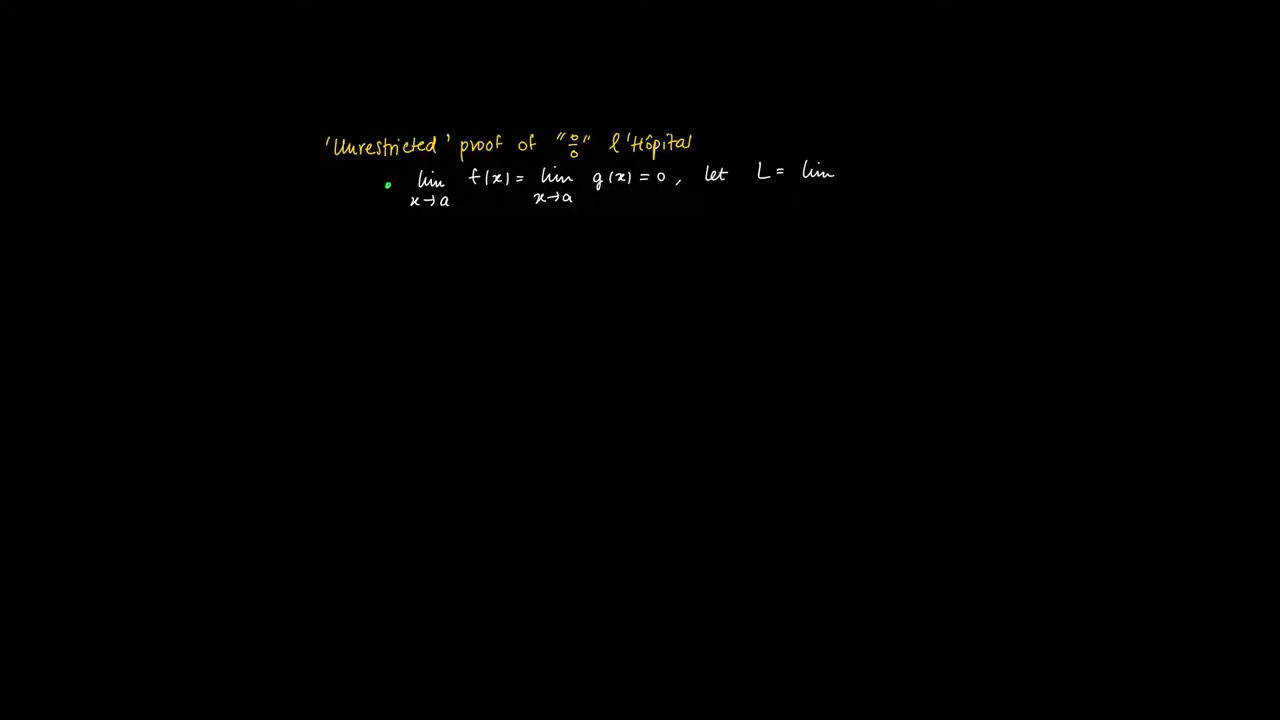 'Unrestricted' proof of "0/0" l'Hôpital
• lim x→a f(x) = lim x→a g(x) = 0, let L = lim